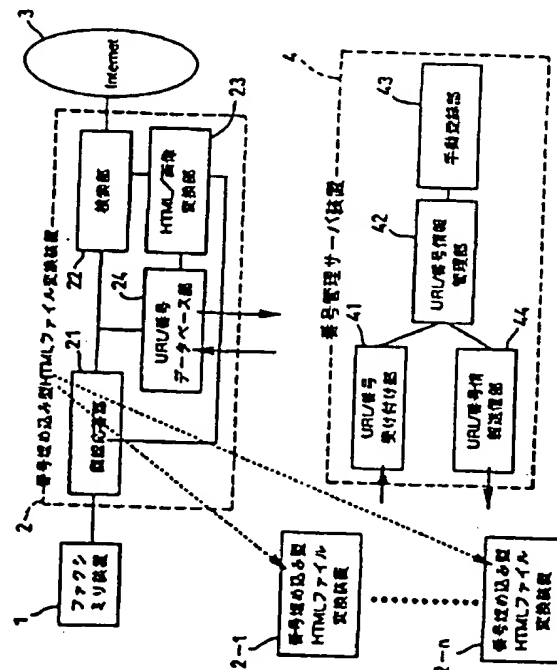 1
ファクシ
ミリ装置
2
番号埋め込み型HTMLファイル変換装置
21
回線応答部
22
検索部
3
Internet
23
HTML/画像
変換部
24
URL/番号
データベース部
2-1
番号埋め込み型
HTMLファイル
変換装置
2-n
番号埋め込み型
HTMLファイル
変換装置
4
番号管理サーバ装置
41
URL/番号
受け付け部
42
URL/番号情報
管理部
43
手動登録部
44
URL/番号情
報送信部